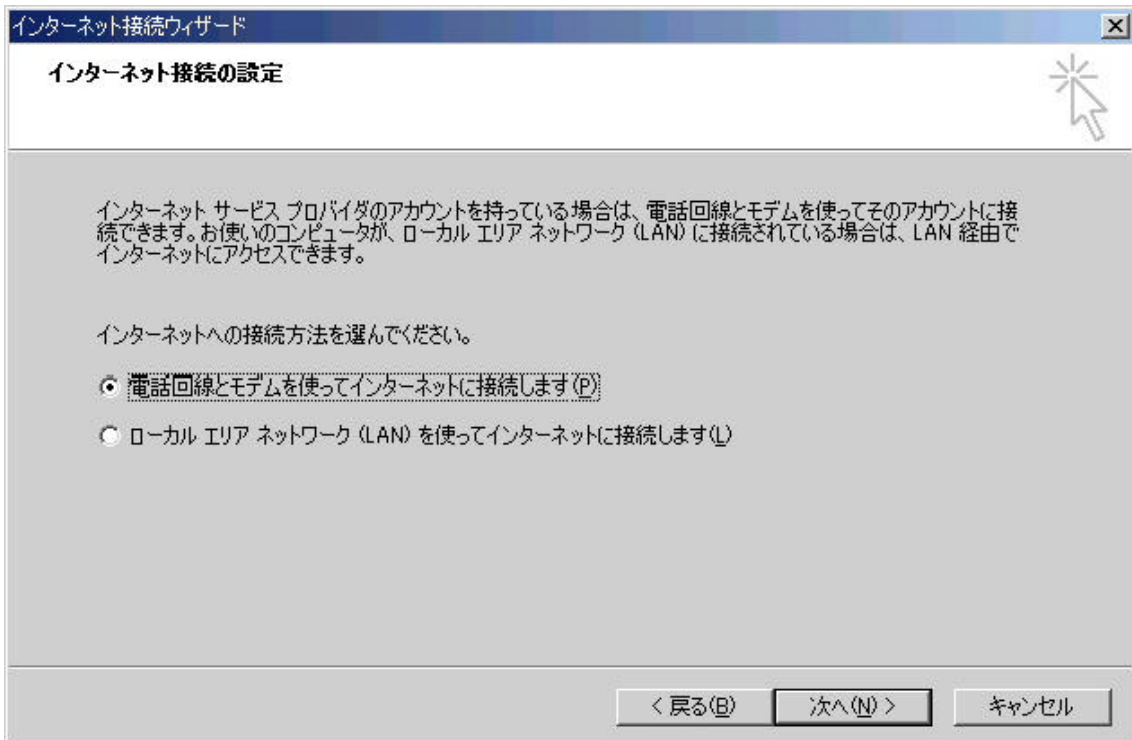 インターネット接続ウィザード
インターネット接続の設定
インターネット サービス プロバイダのアカウントを持っている場合は、電話回線とモデムを使ってそのアカウントに接
続できます。お使いのコンピュータが、ローカル エリア ネットワーク (LAN) に接続されている場合は、LAN 経由で
インターネットにアクセスできます。
インターネットへの接続方法を選んでください。
電話回線とモデムを使ってインターネットに接続します(P)
ローカル エリア ネットワーク (LAN) を使ってインターネットに接続します(L)
< 戻る(B) 次へ(N) > キャンセル